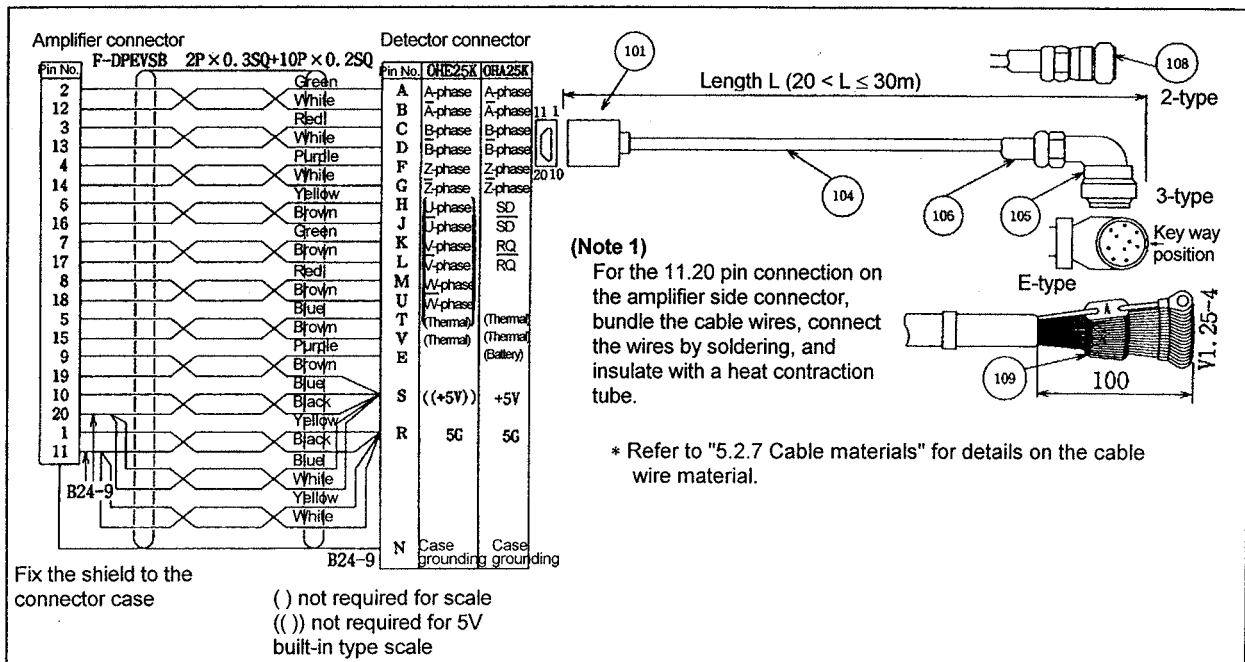 Amplifier connector
F-DPEVSB 2P×0.3SQ+10P×0.2SQ
Detector connector
Pin No.
2
12
3
13
4
14
6
16
7
17
8
18
5
15
9
19
10
20
1
11
Green
White
Red
White
Purple
White
Yellow
Brown
Green
Brown
Red
Brown
Blue
Brown
Purple
Brown
Blue
Black
Yellow
Black
Blue
White
Yellow
White
B24-9
B24-9
Pin No. OHE25K OHA25K
A A-phase A-phase
B A̅-phase A̅-phase
C B-phase B-phase
D B̅-phase B̅-phase
F Z-phase Z-phase
G Z̅-phase Z̅-phase
H U-phase SD
J U̅-phase S̅D̅
K V-phase RQ
L V̅-phase R̅Q̅
M W-phase
U W̅-phase
T (Thermal) (Thermal)
V (Thermal) (Thermal)
E (Battery)
S ((+5V)) +5V
R 5G 5G
N Case grounding Case grounding
Fix the shield to the
connector case
( ) not required for scale
(( )) not required for 5V
built-in type scale
11 1
20 10
101
Length L (20 < L ≤ 30m)
108
2-type
104
106
105
3-type
Key way
position
E-type
(Note 1)
For the 11.20 pin connection on
the amplifier side connector,
bundle the cable wires, connect
the wires by soldering, and
insulate with a heat contraction
tube.
A
109
100
V1.25-4
* Refer to "5.2.7 Cable materials" for details on the cable
wire material.